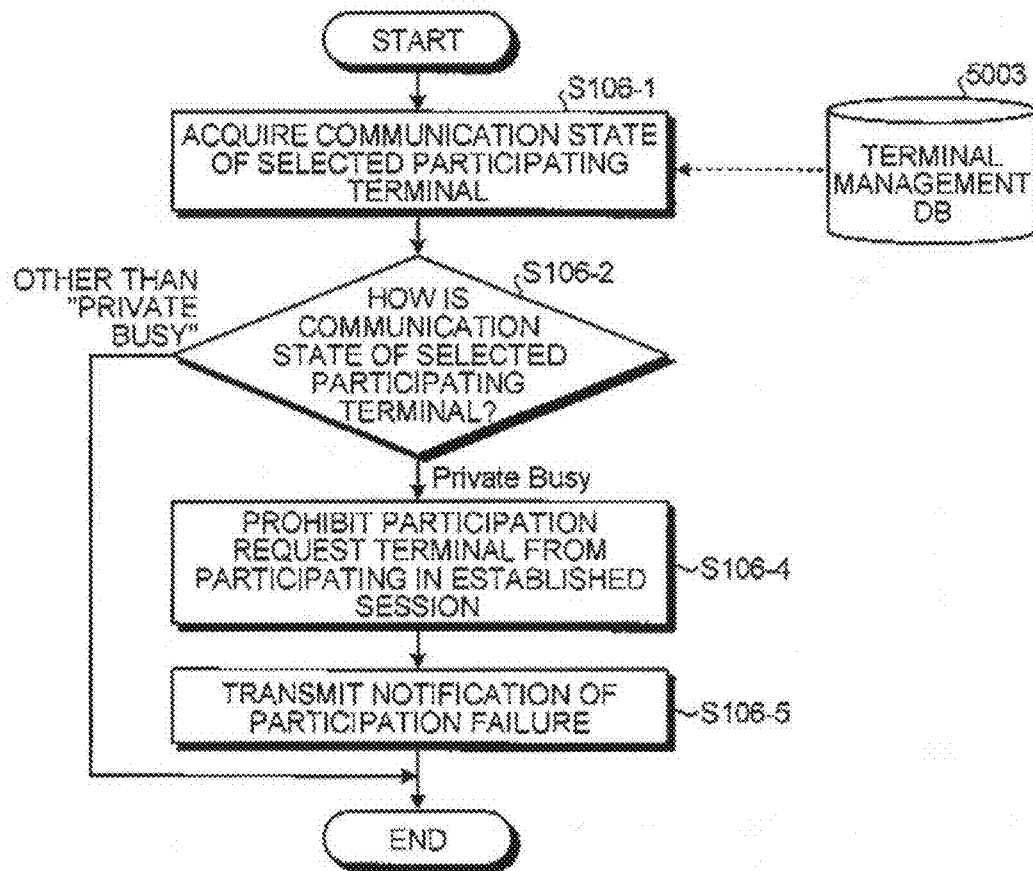 START
S106-1
5003
ACQUIRE COMMUNICATION STATE
OF SELECTED PARTICIPATING
TERMINAL
TERMINAL
MANAGEMENT
DB
OTHER THAN
"PRIVATE
BUSY"
S106-2
HOW IS
COMMUNICATION
STATE OF SELECTED
PARTICIPATING
TERMINAL?
Private Busy
PROHIBIT PARTICIPATION
REQUEST TERMINAL FROM
PARTICIPATING IN ESTABLISHED
SESSION
S106-4
TRANSMIT NOTIFICATION OF
PARTICIPATION FAILURE
S106-5
END